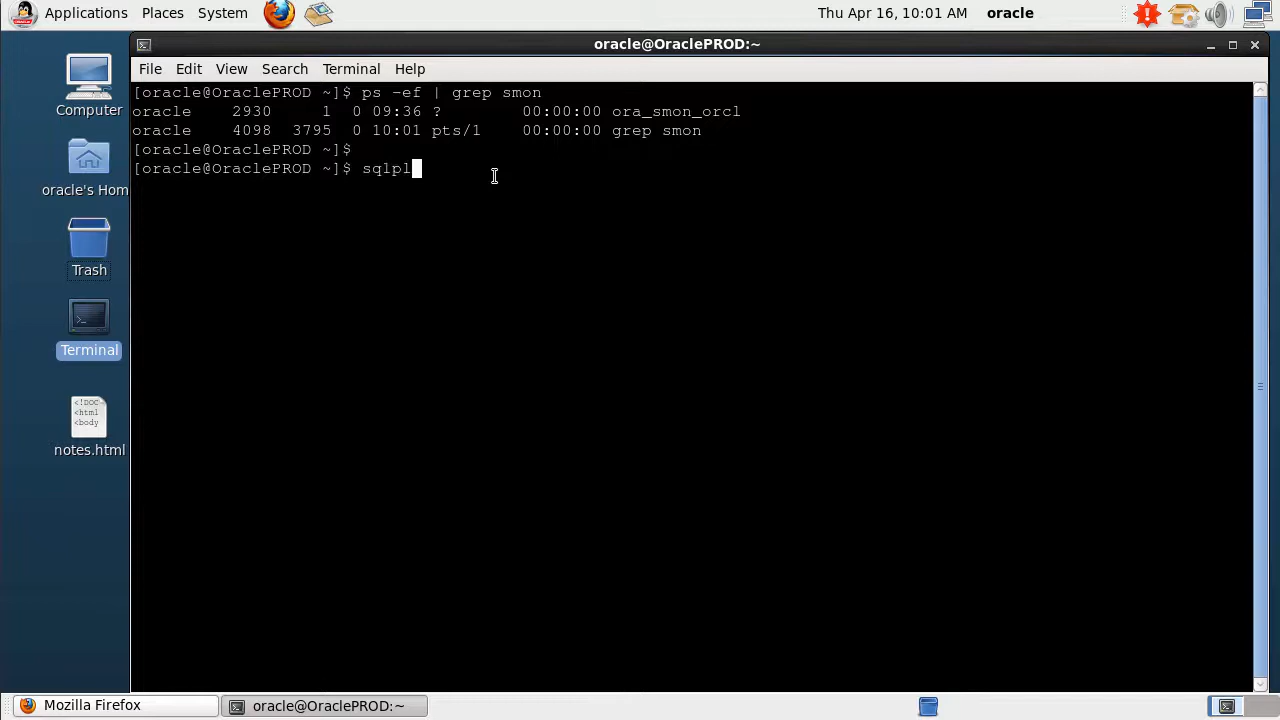 Applications Places System Thu Apr 16, 10:01 AM oracle
oracle@OraclePROD:~
File Edit View Search Terminal Help
[oracle@OraclePROD ~]$ ps -ef | grep smon
oracle 2930 1 0 09:36 ? 00:00:00 ora_smon_orcl
oracle 4098 3795 0 10:01 pts/1 00:00:00 grep smon
[oracle@OraclePROD ~]$
[oracle@OraclePROD ~]$ sqlpl
Computer
oracle's Hom
Trash
Terminal
<!DOC
<html
<body
notes.html
Mozilla Firefox
oracle@OraclePROD:~